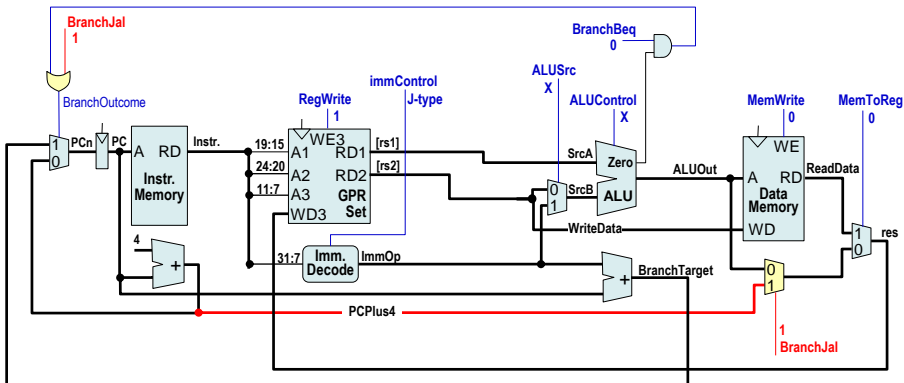 BranchJal
1
BranchBeq
0
ALUSrc
X
immControl
J-type
BranchOutcome
RegWrite
1
ALUControl
X
MemWrite
0
MemToReg
0
1
0
PCn
PC
A RD
Instr.
Instr.
Memory
19:15
24:20
11:7
WE3
A1
RD1
A2
RD2
A3
GPR
Set
WD3
[rs1]
[rs2]
SrcA
Zero
ALU
0
1
SrcB
ALUOut
WE
A RD
Data
Memory
WD
ReadData
WriteData
1
0
res
4
+
31:7
Imm.
Decode
ImmOp
+
BranchTarget
0
1
PCPlus4
1
BranchJal